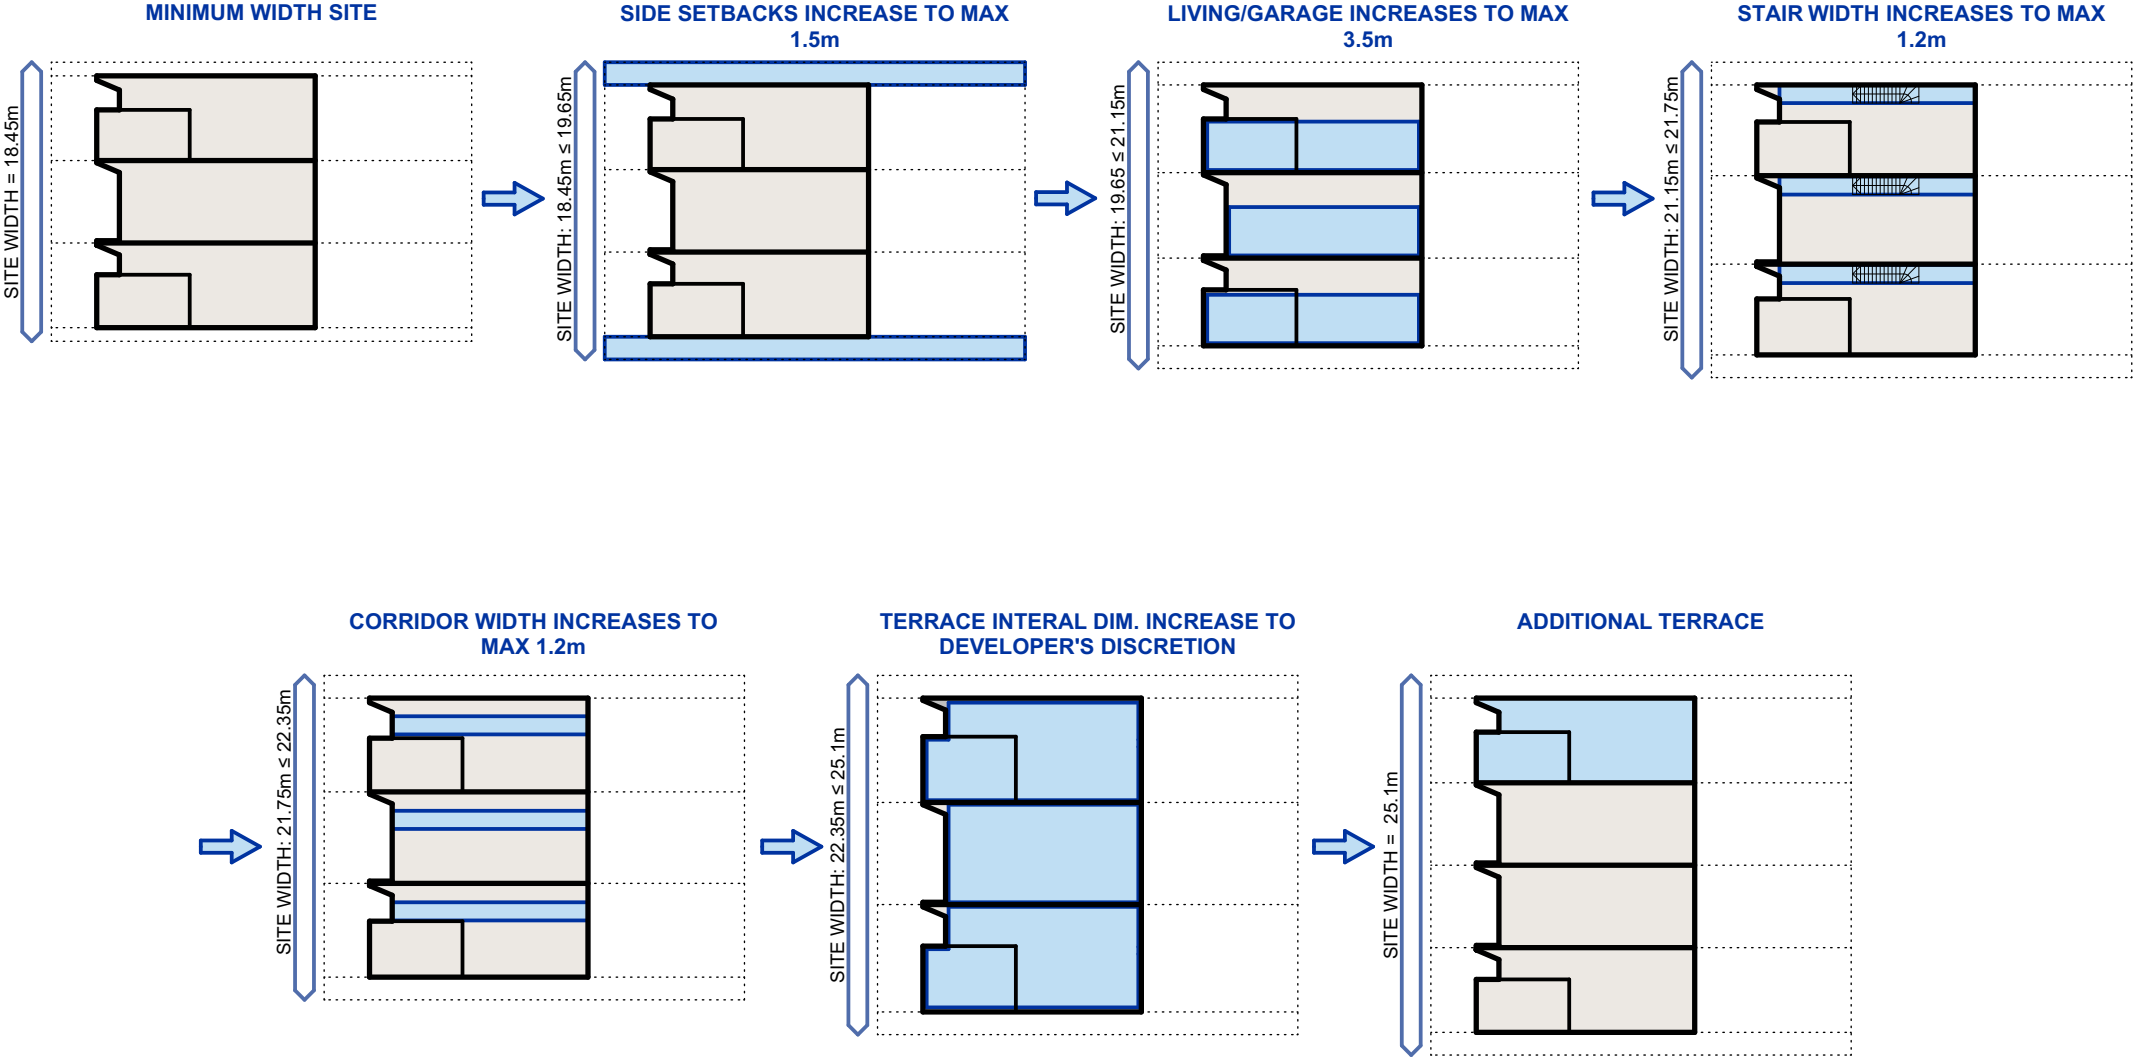 MINIMUM WIDTH SITE
SITE WIDTH = 18.45m
SIDE SETBACKS INCREASE TO MAX
1.5m
SITE WIDTH: 18.45m ≤ 19.65m
LIVING/GARAGE INCREASES TO MAX
3.5m
SITE WIDTH: 19.65 ≤ 21.15m
STAIR WIDTH INCREASES TO MAX
1.2m
SITE WIDTH: 21.15m ≤ 21.75m
CORRIDOR WIDTH INCREASES TO
MAX 1.2m
SITE WIDTH: 21.75m ≤ 22.35m
TERRACE INTERAL DIM. INCREASE TO
DEVELOPER'S DISCRETION
SITE WIDTH: 22.35m ≤ 25.1m
ADDITIONAL TERRACE
SITE WIDTH = 25.1m